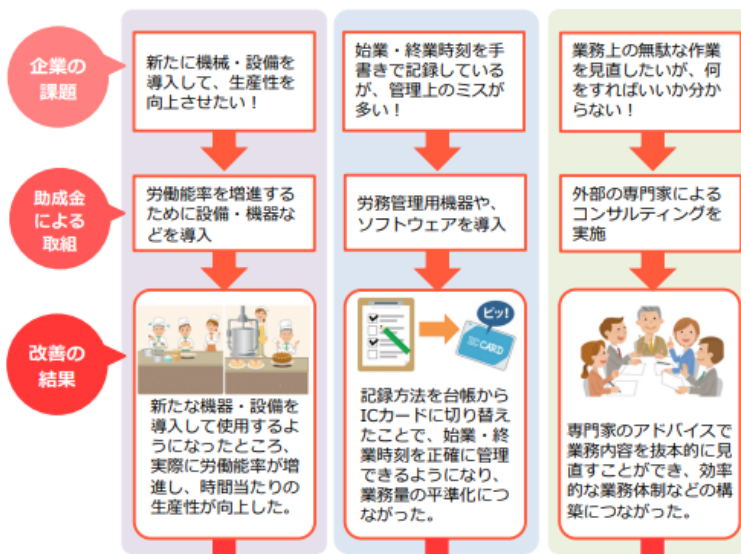 企業の
課題
新たに機械・設備を
導入して、生産性を
向上させたい！
始業・終業時刻を手
書きで記録している
が、管理上のミスが
多い！
業務上の無駄な作業
を見直したいが、何
をすればいいか分か
らない！
助成金
による
取組
労働能率を増進する
ために設備・機器な
どを導入
労務管理用機器や、
ソフトウェアを導入
外部の専門家による
コンサルティングを
実施
改善の
結果
新たな機器・設備を
導入して使用するよ
うになったところ、
実際に労働能率が増
進し、時間当たりの
生産性が向上した。
ピッ！
IC CARD
記録方法を台帳から
ICカードに切り替え
たことで、始業・終
業時刻を正確に管理
できるようになり、
業務量の平準化につ
ながった。
専門家のアドバイスで
業務内容を抜本的に見
直すことができ、効率
的な業務体制などの構
築につながった。